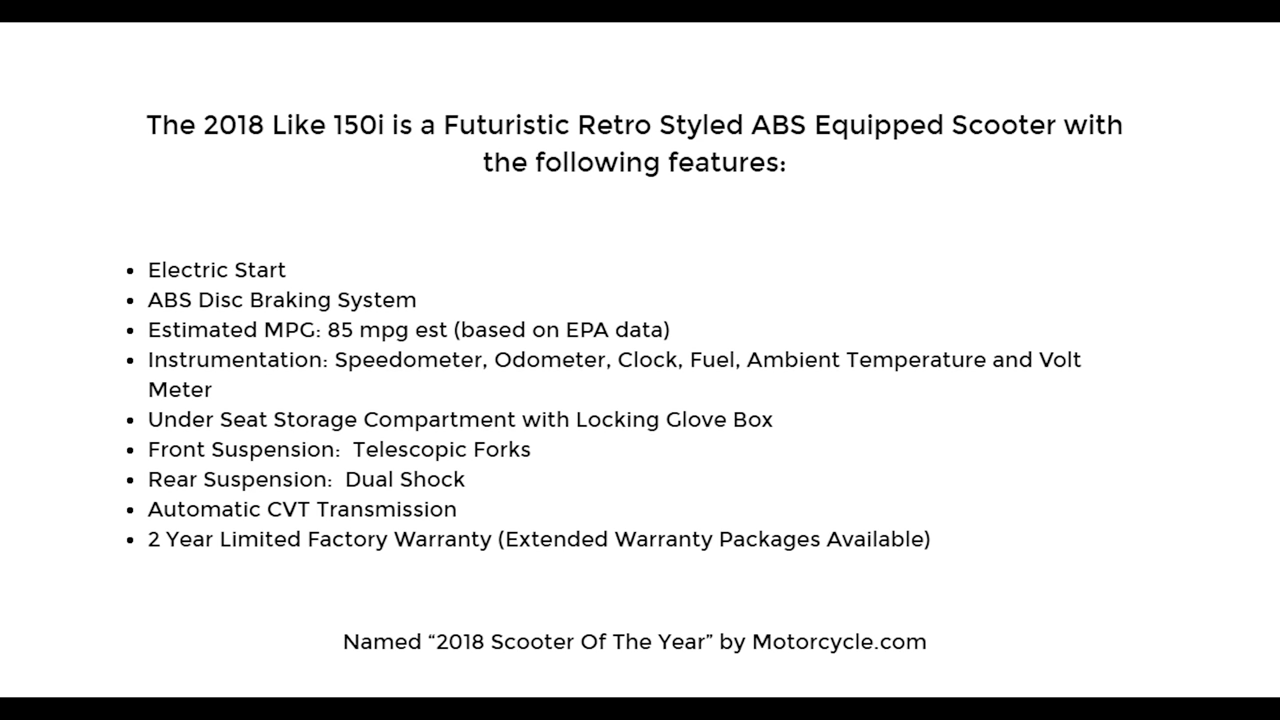 The 2018 Like 150i is a Futuristic Retro Styled ABS Equipped Scooter with
the following features:
• Electric Start
• ABS Disc Braking System
• Estimated MPG: 85 mpg est (based on EPA data)
• Instrumentation: Speedometer, Odometer, Clock, Fuel, Ambient Temperature and Volt
Meter
• Under Seat Storage Compartment with Locking Glove Box
• Front Suspension:  Telescopic Forks
• Rear Suspension:  Dual Shock
• Automatic CVT Transmission
• 2 Year Limited Factory Warranty (Extended Warranty Packages Available)
Named “2018 Scooter Of The Year” by Motorcycle.com